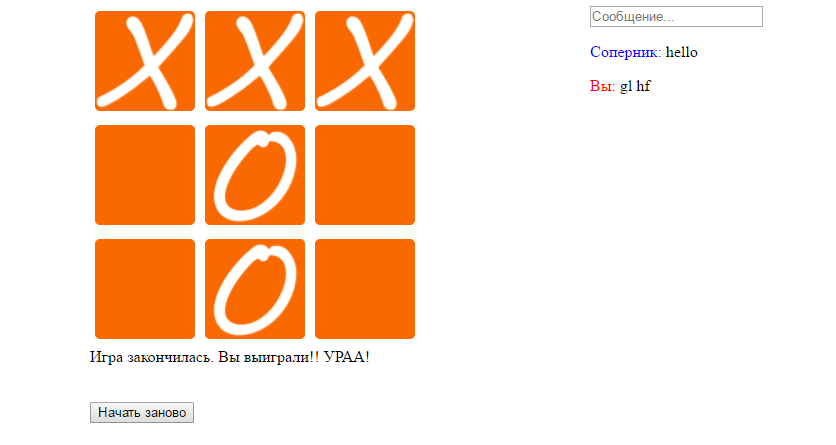 X X X
O
O
Игра закончилась. Вы выиграли!! УРАА!
Начать заново
Сообщение...
Соперник: hello
Вы: gl hf